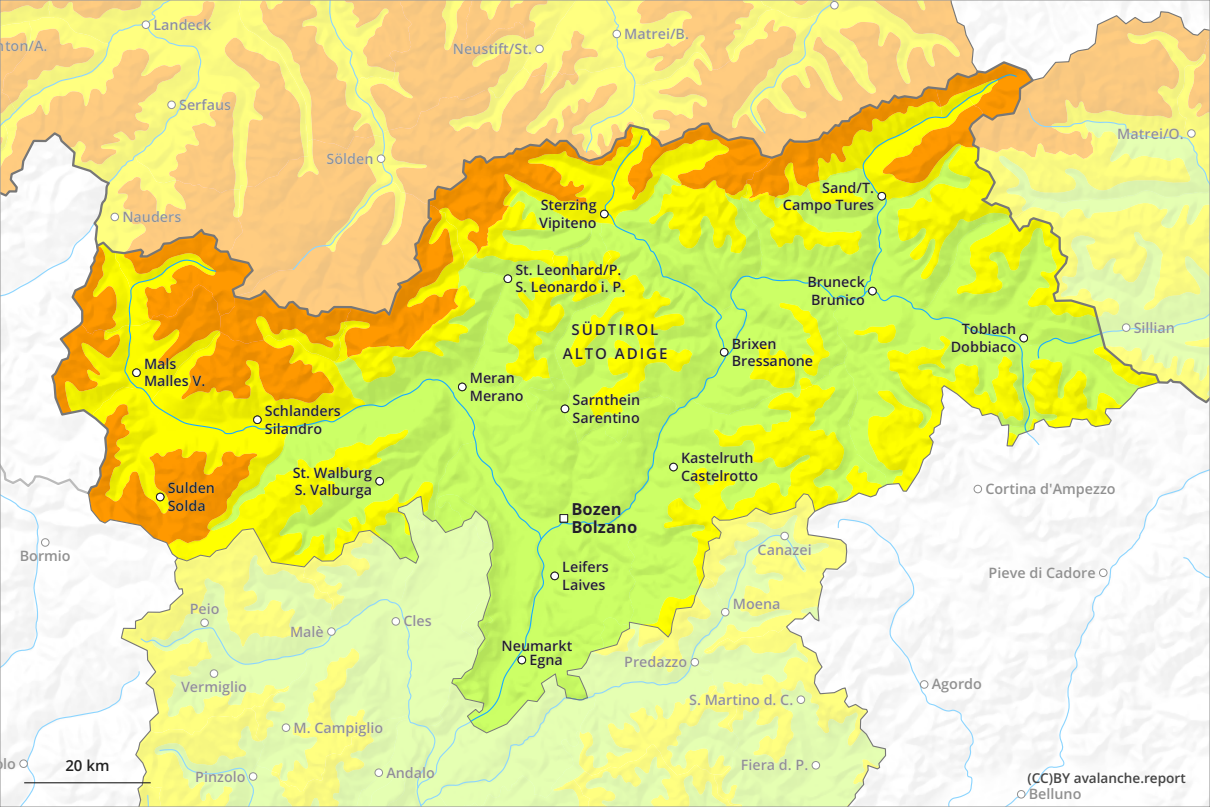 Landeck
nton/A.
Neustift/St.
Matrei/B.
Serfaus
Matrei/O.
Sölden
Nauders
Sand/T.
Campo Tures
Sterzing
Vipiteno
St. Leonhard/P.
S. Leonardo i. P.
Bruneck
Brunico
SÜDTIROL
ALTO ADIGE
Toblach
Dobbiaco
Sillian
Brixen
Bressanone
Mals
Malles V.
Meran
Merano
Schlanders
Silandro
Sarnthein
Sarentino
St. Walburg
S. Valburga
Kastelruth
Castelrotto
Sulden
Solda
Cortina d'Ampezzo
Bozen
Bolzano
Bormio
Canazei
Leifers
Laives
Pieve di Cadore
Peio
Malè
Cles
Moena
Neumarkt
Egna
Predazzo
Vermiglio
Agordo
S. Martino d. C.
M. Campiglio
20 km
olo
Pinzolo
Andalo
Fiera d. P.
(CC)BY avalanche.report
Belluno